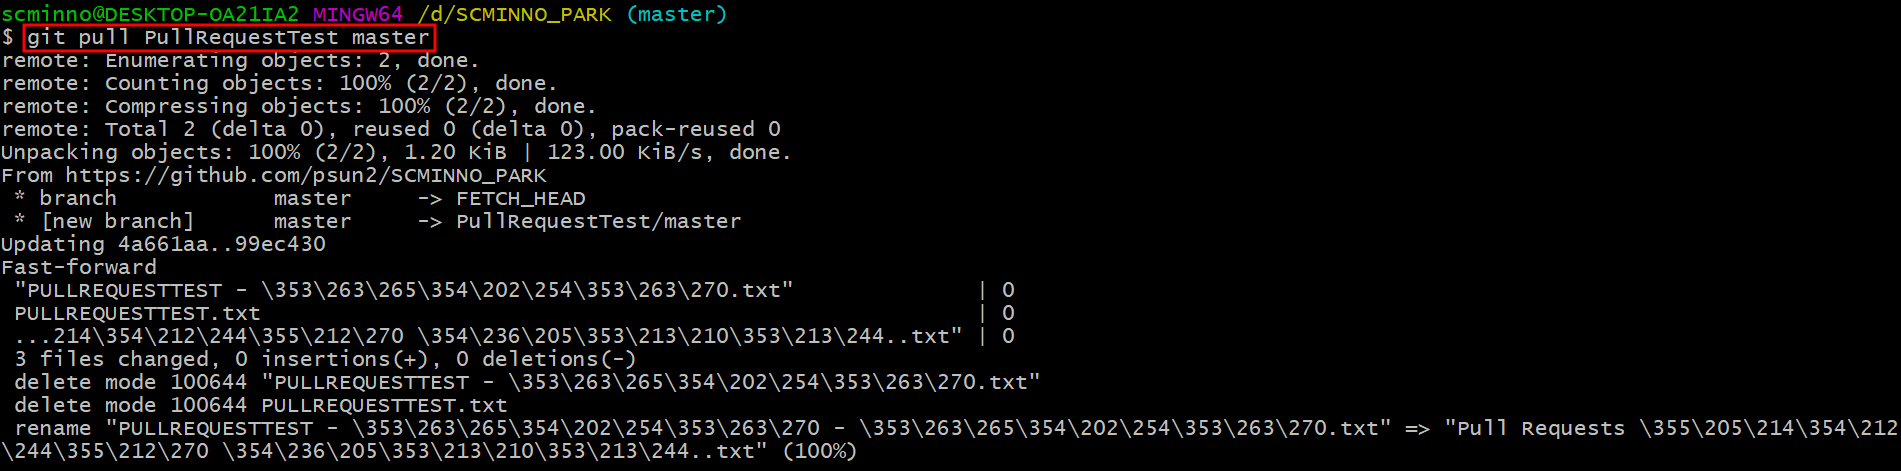 scminno@DESKTOP-OA21IA2 MINGW64 /d/SCMINNO_PARK (master)
$ git pull PullRequestTest master
remote: Enumerating objects: 2, done.
remote: Counting objects: 100% (2/2), done.
remote: Compressing objects: 100% (2/2), done.
remote: Total 2 (delta 0), reused 0 (delta 0), pack-reused 0
Unpacking objects: 100% (2/2), 1.20 KiB | 123.00 KiB/s, done.
From https://github.com/psun2/SCMINNO_PARK
 * branch            master     -> FETCH_HEAD
 * [new branch]      master     -> PullRequestTest/master
Updating 4a661aa..99ec430
Fast-forward
 "PULLREQUESTTEST - \353\263\265\354\202\254\353\263\270.txt"              | 0
 PULLREQUESTTEST.txt                                                       | 0
 ...214\354\212\244\355\212\270 \354\236\205\353\213\210\353\213\244..txt" | 0
 3 files changed, 0 insertions(+), 0 deletions(-)
 delete mode 100644 "PULLREQUESTTEST - \353\263\265\354\202\254\353\263\270.txt"
 delete mode 100644 PULLREQUESTTEST.txt
 rename "PULLREQUESTTEST - \353\263\265\354\202\254\353\263\270 - \353\263\265\354\202\254\353\263\270.txt" => "Pull Requests \355\205\214\354\212
\244\355\212\270 \354\236\205\353\213\210\353\213\244..txt" (100%)